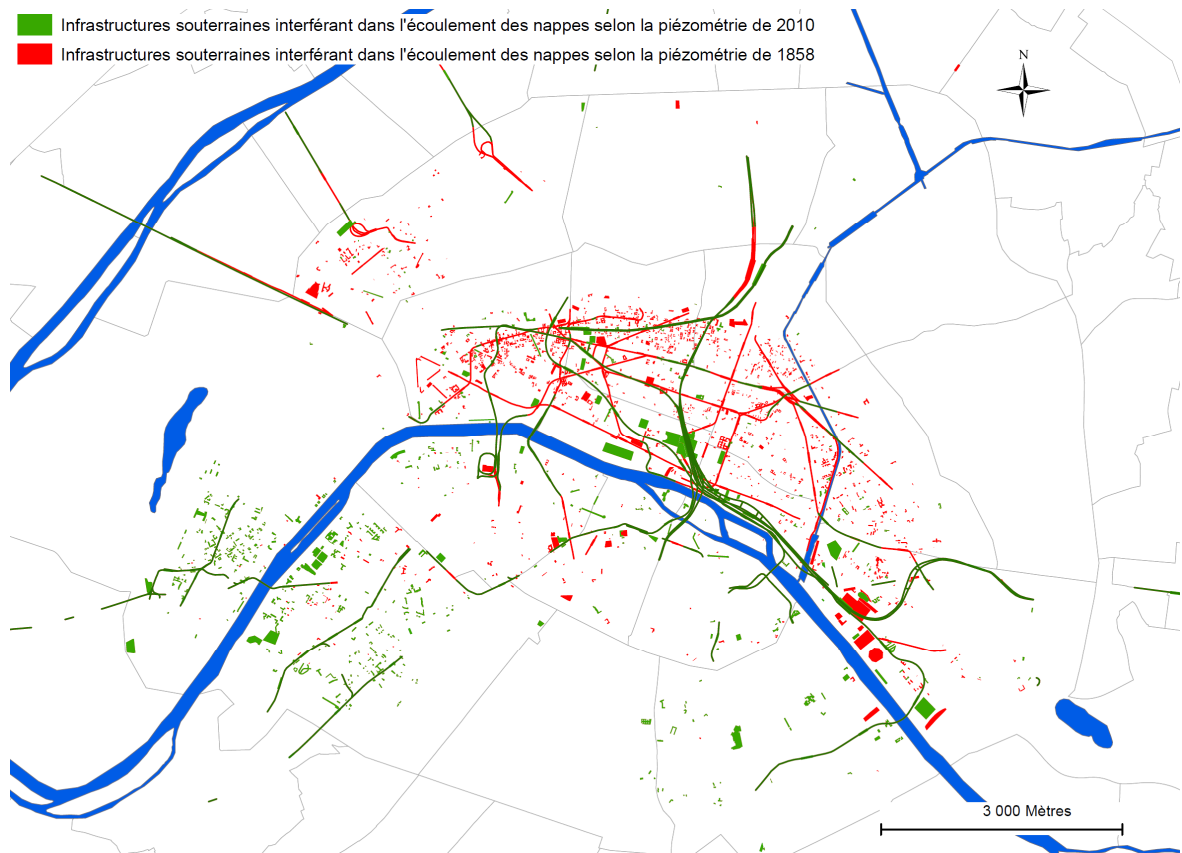 Infrastructures souterraines interférant dans l'écoulement des nappes selon la piézométrie de 2010
Infrastructures souterraines interférant dans l'écoulement des nappes selon la piézométrie de 1858
N
3 000 Mètres